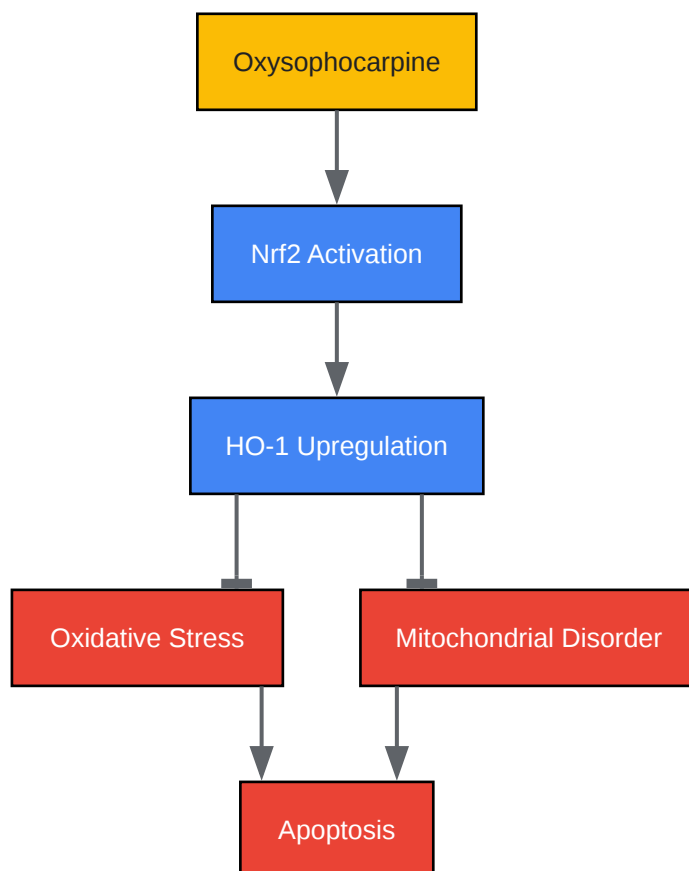 Oxysophocarpine
Nrf2 Activation
HO-1 Upregulation
Oxidative Stress
Mitochondrial Disorder
Apoptosis